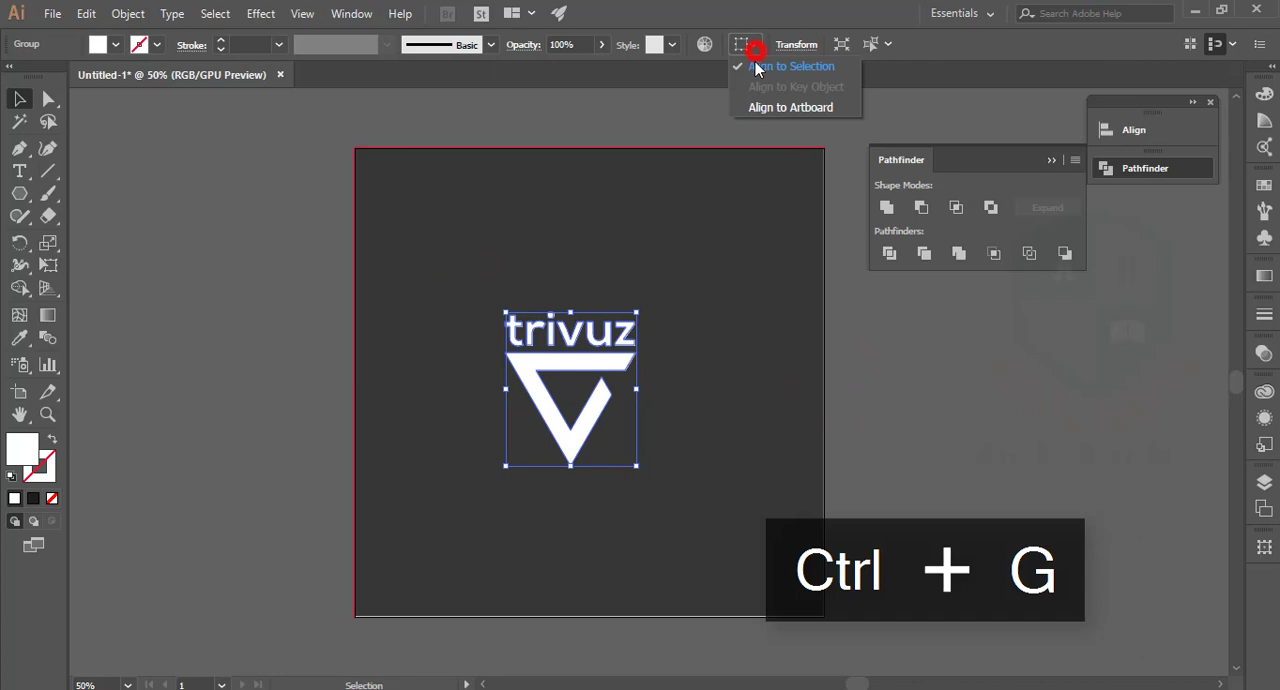 Ai File Edit Object Type Select Effect View Window Help Br St Essentials Search Adobe Help
Group Stroke: Basic Opacity: 100% Style: Transform
Untitled-1* @ 50% (RGB/GPU Preview)
Align to Selection
Align to Key Object
Align to Artboard
Align
Pathfinder
Pathfinder
Shape Modes:
Expand
Pathfinders:
trivuz
Ctrl + G
50% 1 Selection